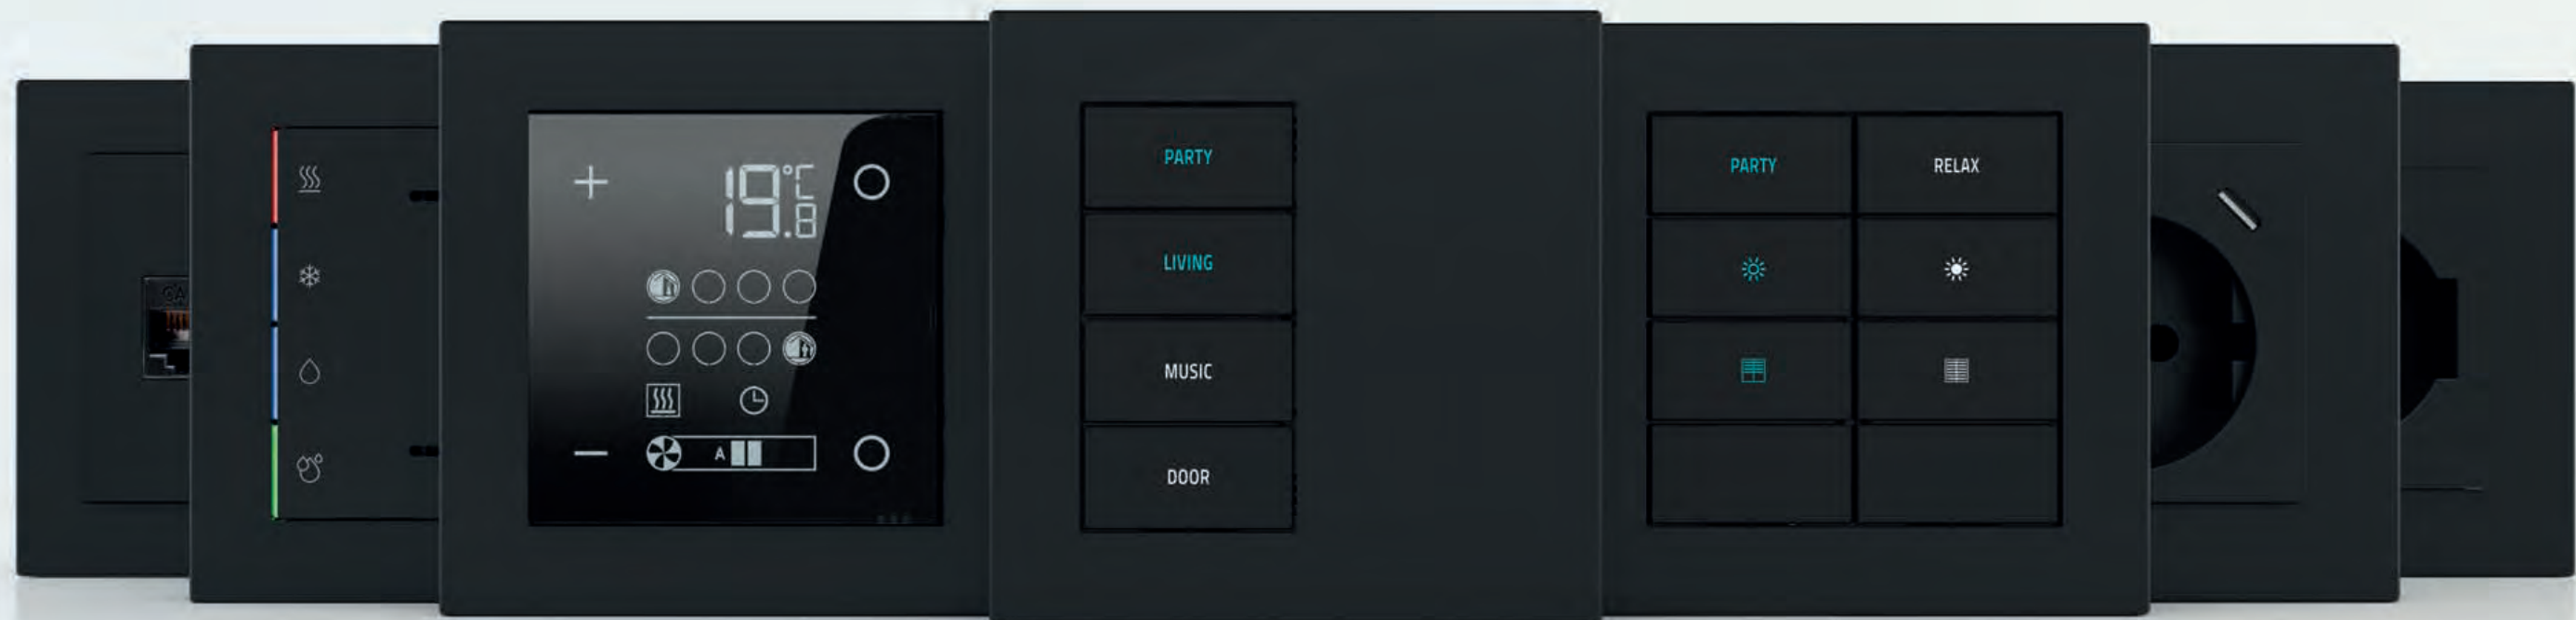 19.8°C
A
PARTY
LIVING
MUSIC
DOOR
PARTY RELAX